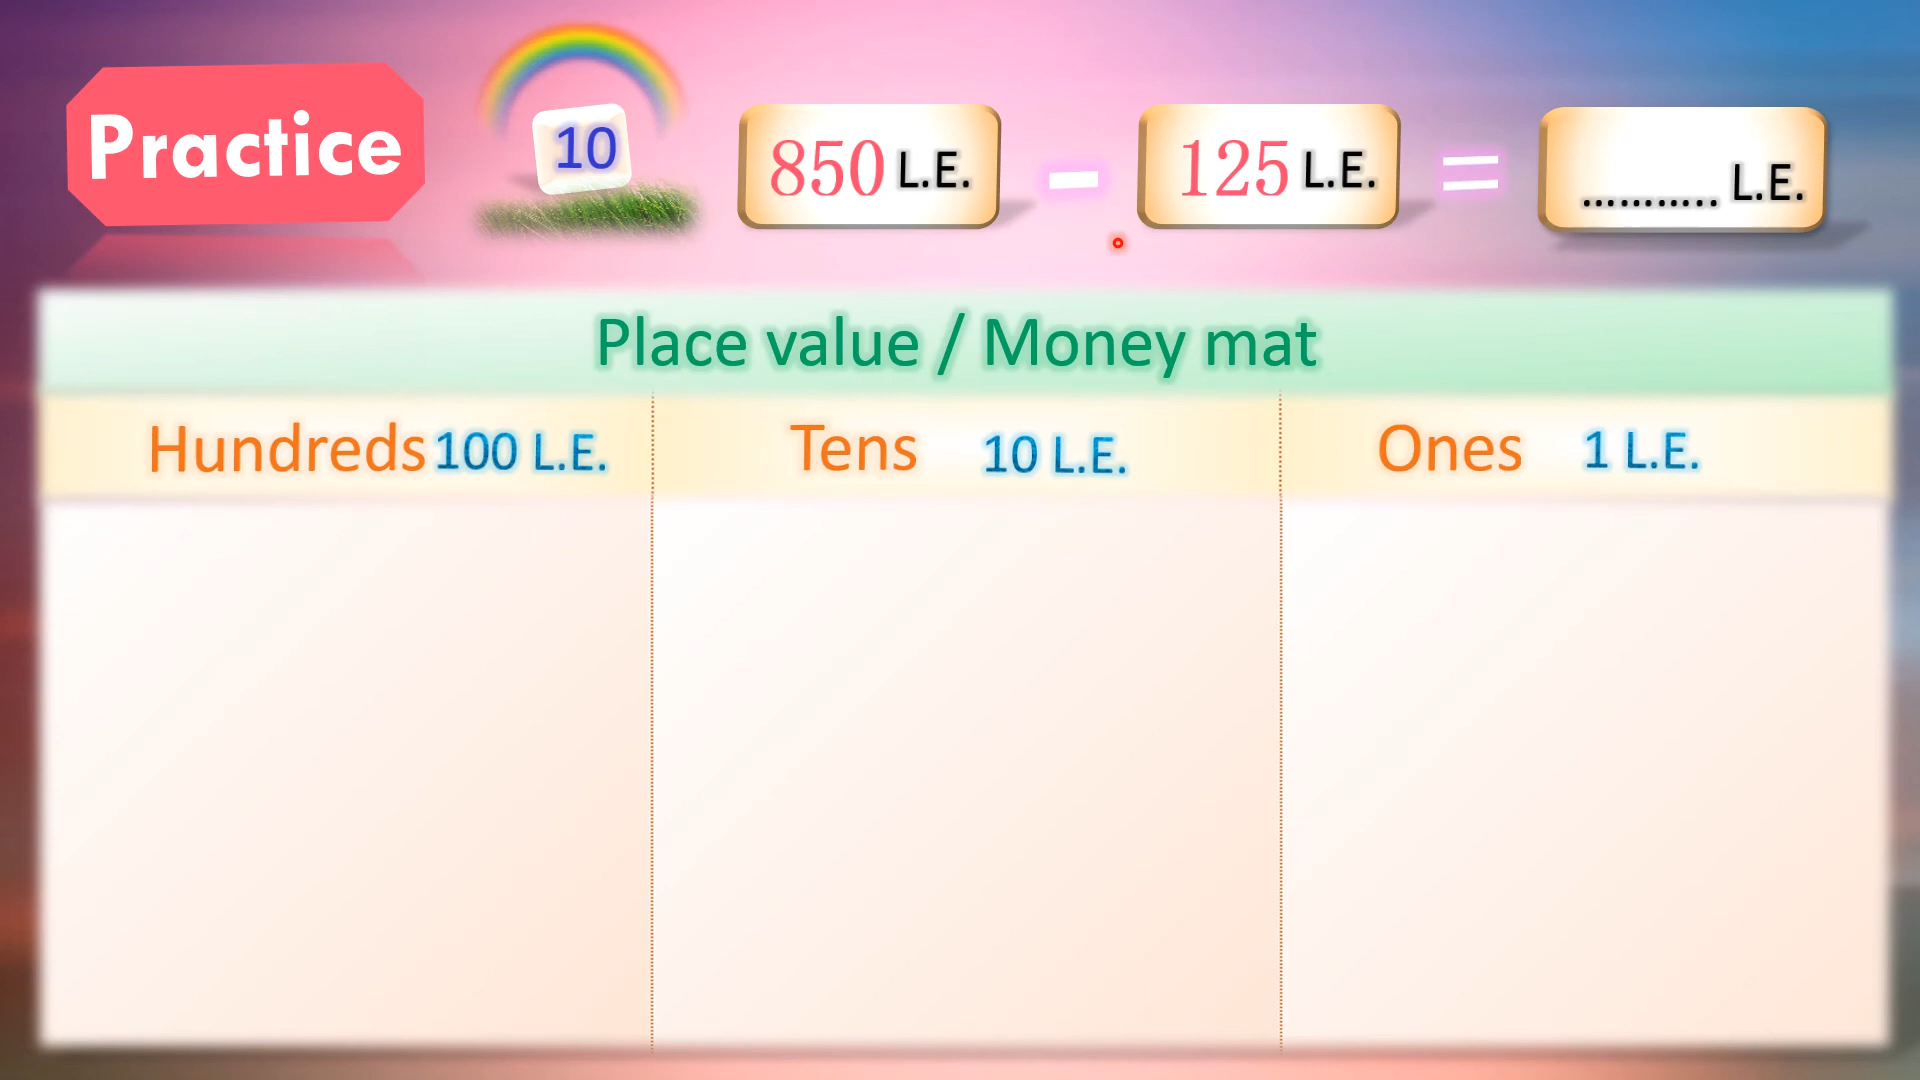 Practice 10 850 L.E. - 125 L.E. = ........... L.E.
Place value / Money mat
Hundreds 100 L.E. Tens 10 L.E. Ones 1 L.E.